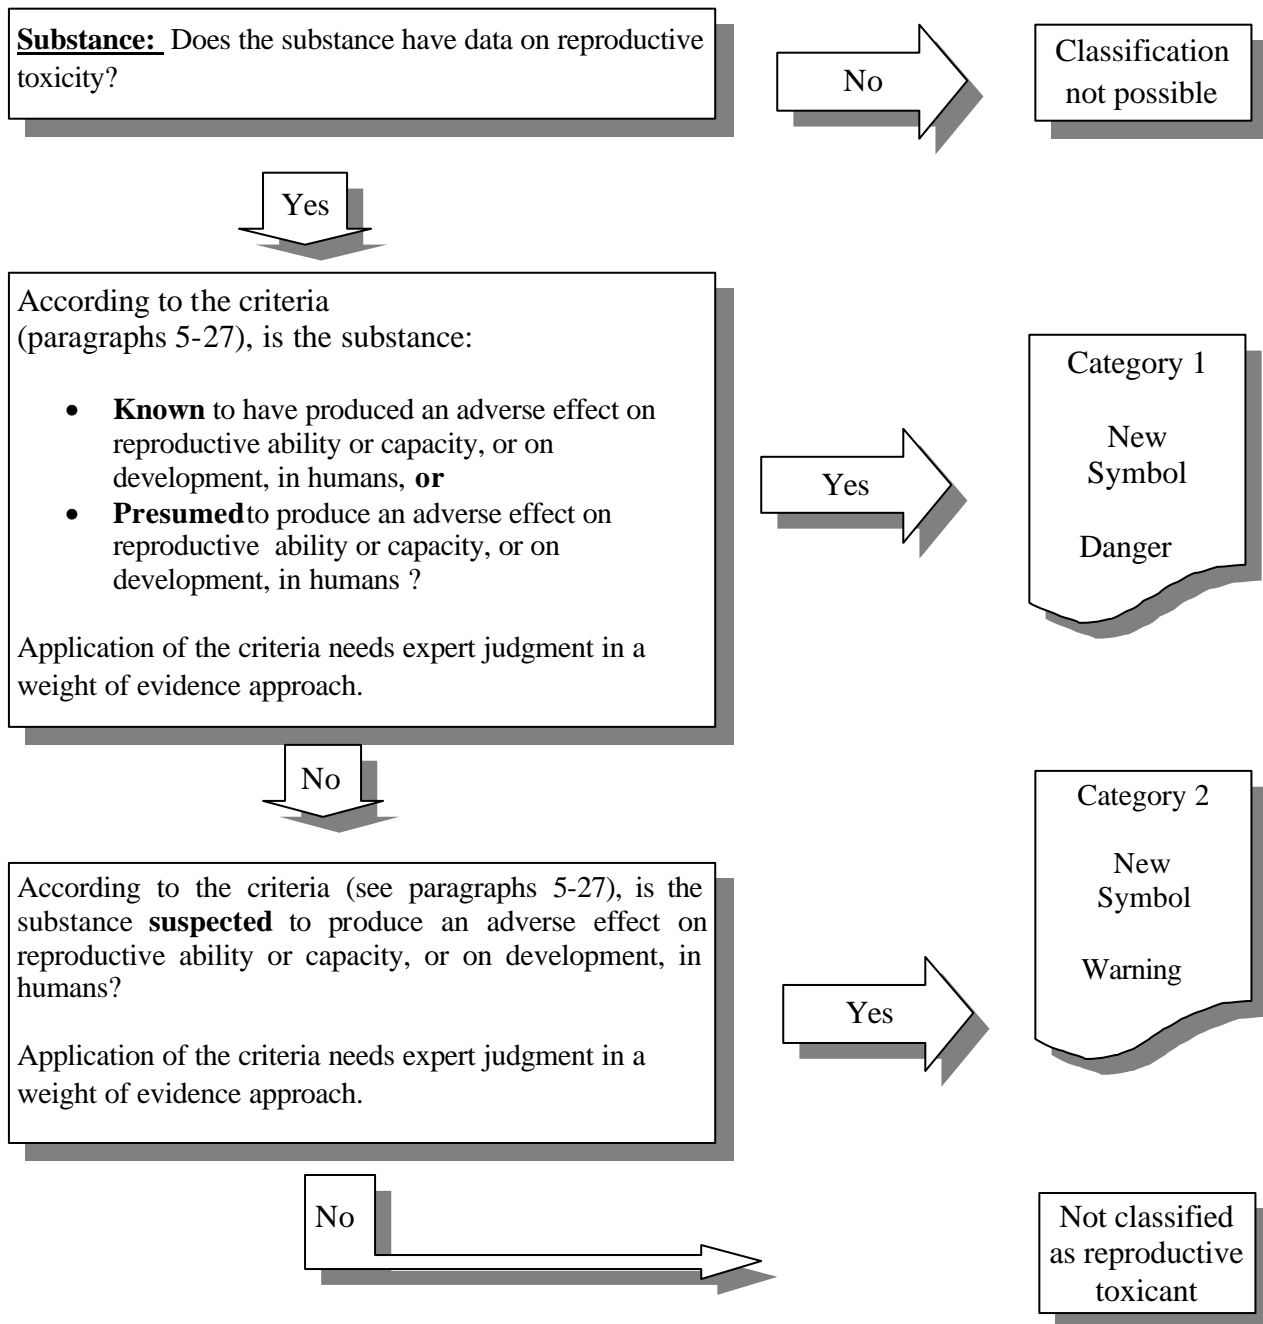 Substance: Does the substance have data on reproductive
toxicity?
No
Classification
not possible
Yes
According to the criteria
(paragraphs 5-27), is the substance:
• Known to have produced an adverse effect on
reproductive ability or capacity, or on
development, in humans, or
• Presumed to produce an adverse effect on
reproductive ability or capacity, or on
development, in humans ?
Application of the criteria needs expert judgment in a
weight of evidence approach.
Yes
Category 1
New
Symbol
Danger
No
According to the criteria (see paragraphs 5-27), is the
substance suspected to produce an adverse effect on
reproductive ability or capacity, or on development, in
humans?
Application of the criteria needs expert judgment in a
weight of evidence approach.
Yes
Category 2
New
Symbol
Warning
No
Not classified
as reproductive
toxicant